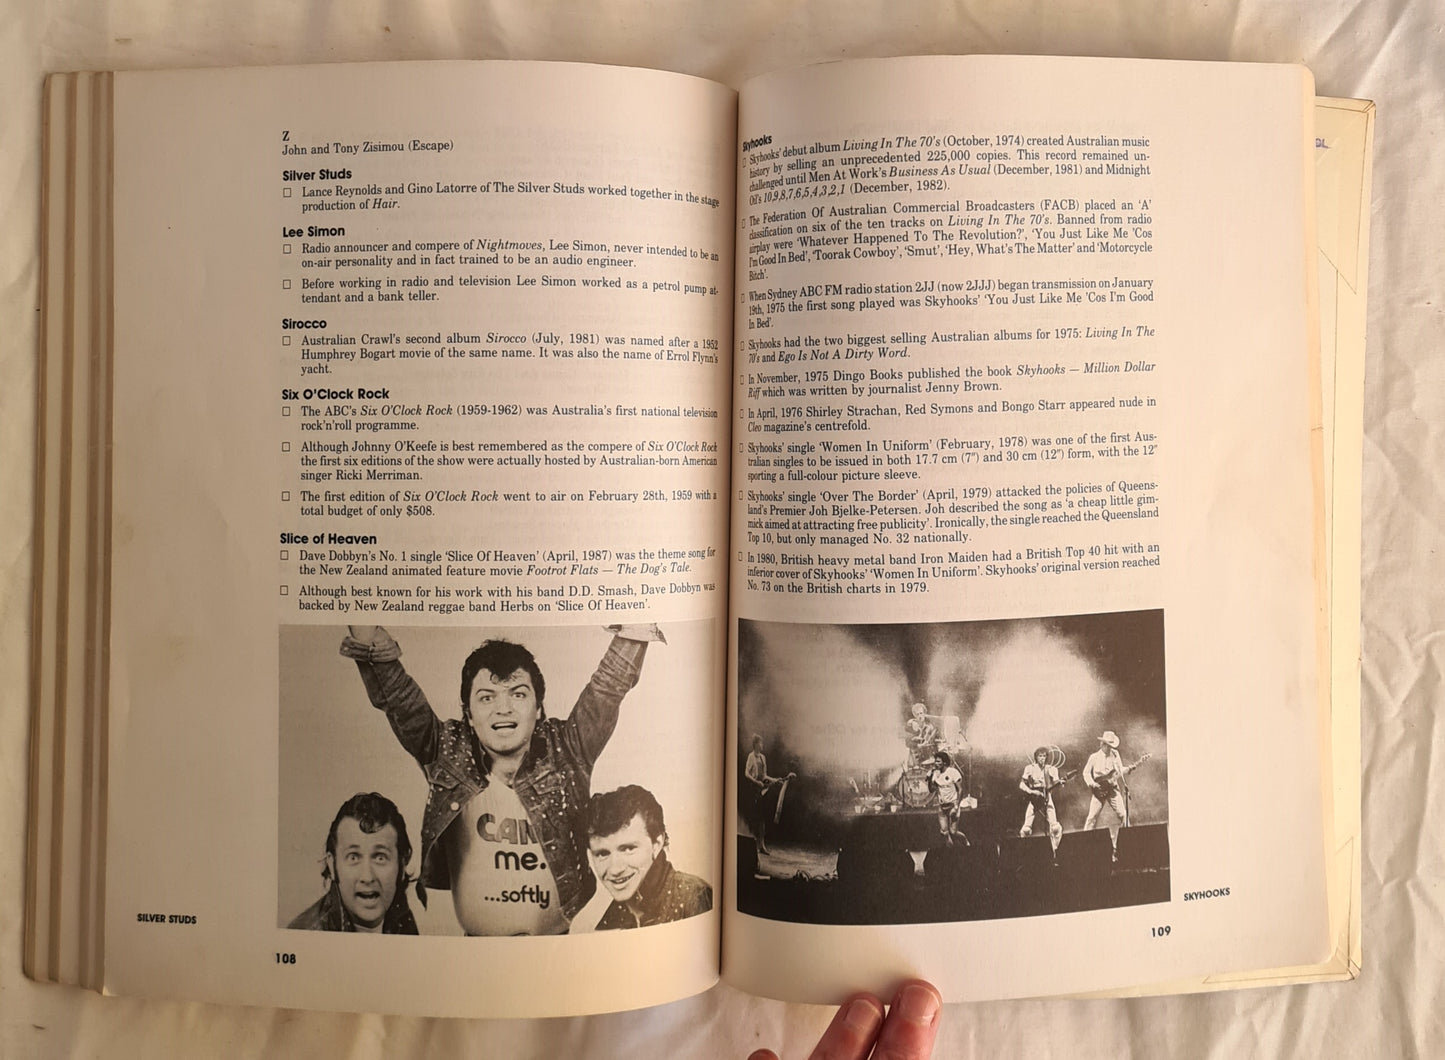 Z
John and Tony Zisimou (Escape)
Silver Studs
□ Lance Reynolds and Gino Latorre of The Silver Studs worked together in the stage
production of Hair.
Lee Simon
□ Radio announcer and compere of Nightmoves, Lee Simon, never intended to be an
on-air personality and in fact trained to be an audio engineer.
□ Before working in radio and television Lee Simon worked as a petrol pump at-
tendant and a bank teller.
Sirocco
□ Australian Crawl's second album Sirocco (July, 1981) was named after a 1952
Humphrey Bogart movie of the same name. It was also the name of Errol Flynn's
yacht.
Six O'Clock Rock
□ The ABC's Six O'Clock Rock (1959-1962) was Australia's first national television
rock'n'roll programme.
□ Although Johnny O'Keefe is best remembered as the compere of Six O'Clock Rock
the first six editions of the show were actually hosted by Australian-born American
singer Ricki Merriman.
□ The first edition of Six O'Clock Rock went to air on February 28th, 1959 with a
total budget of only $508.
Slice of Heaven
□ Dave Dobbyn's No. 1 single 'Slice Of Heaven' (April, 1987) was the theme song for
the New Zealand animated feature movie Footrot Flats — The Dog's Tale.
□ Although best known for his work with his band D.D. Smash, Dave Dobbyn was
backed by New Zealand reggae band Herbs on 'Slice Of Heaven'.
CAN
me.
...softly
SILVER STUDS
108
Skyhooks
□ Skyhooks' debut album Living In The 70's (October, 1974) created Australian music
history by selling an unprecedented 225,000 copies. This record remained un-
challenged until Men At Work's Business As Usual (December, 1981) and Midnight
Oil's 10,9,8,7,6,5,4,3,2,1 (December, 1982).
□ The Federation Of Australian Commercial Broadcasters (FACB) placed an 'A'
classification on six of the ten tracks on Living In The 70's. Banned from radio
airplay were 'Whatever Happened To The Revolution?', 'You Just Like Me 'Cos
I'm Good In Bed', 'Toorak Cowboy', 'Smut', 'Hey, What's The Matter' and 'Motorcycle
Bitch'.
□ When Sydney ABC FM radio station 2JJ (now 2JJJ) began transmission on January
19th, 1975 the first song played was Skyhooks' 'You Just Like Me 'Cos I'm Good
In Bed'.
□ Skyhooks had the two biggest selling Australian albums for 1975: Living In The
70's and Ego Is Not A Dirty Word.
□ In November, 1975 Dingo Books published the book Skyhooks — Million Dollar
Riff which was written by journalist Jenny Brown.
□ In April, 1976 Shirley Strachan, Red Symons and Bongo Starr appeared nude in
Cleo magazine's centrefold.
□ Skyhooks' single 'Women In Uniform' (February, 1978) was one of the first Aus-
tralian singles to be issued in both 17.7 cm (7") and 30 cm (12") form, with the 12"
sporting a full-colour picture sleeve.
□ Skyhooks' single 'Over The Border' (April, 1979) attacked the policies of Queens-
land's Premier Joh Bjelke-Petersen. Joh described the song as 'a cheap little gim-
mick aimed at attracting free publicity'. Ironically, the single reached the Queensland
Top 10, but only managed No. 32 nationally.
□ In 1980, British heavy metal band Iron Maiden had a British Top 40 hit with an
inferior cover of Skyhooks' 'Women In Uniform'. Skyhooks' original version reached
No. 73 on the British charts in 1979.
SKYHOOKS
109